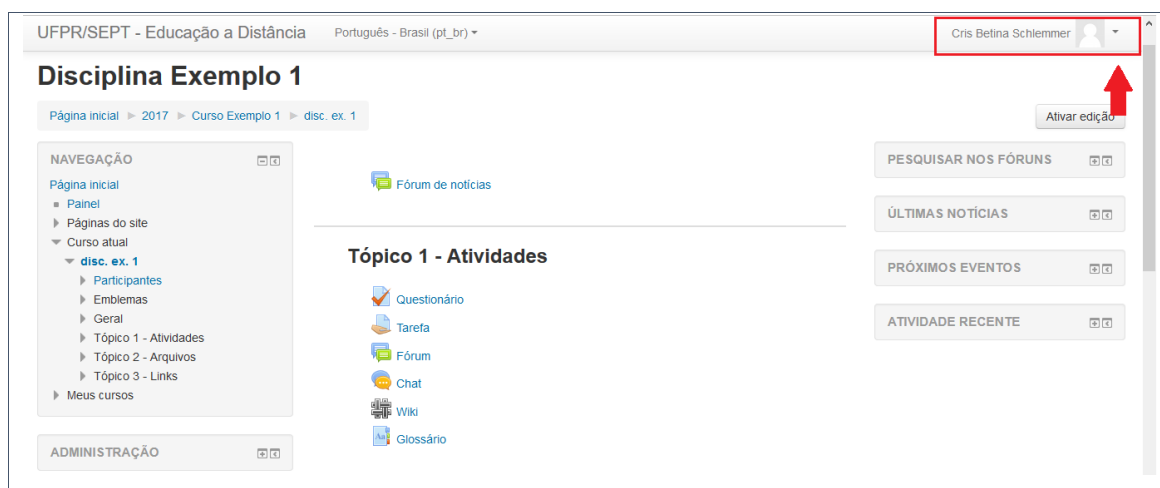 UFPR/SEPT - Educação a Distância
Português - Brasil (pt_br)
Cris Betina Schlemmer
Disciplina Exemplo 1
Página inicial
2017
Curso Exemplo 1
disc. ex. 1
Ativar edição
NAVEGAÇÃO
Página inicial
Painel
Páginas do site
Curso atual
disc. ex. 1
Participantes
Emblemas
Geral
Tópico 1 - Atividades
Tópico 2 - Arquivos
Tópico 3 - Links
Meus cursos
ADMINISTRAÇÃO
Fórum de notícias
Tópico 1 - Atividades
Questionário
Tarefa
Fórum
Chat
Wiki
Glossário
PESQUISAR NOS FÓRUNS
ÚLTIMAS NOTÍCIAS
PRÓXIMOS EVENTOS
ATIVIDADE RECENTE